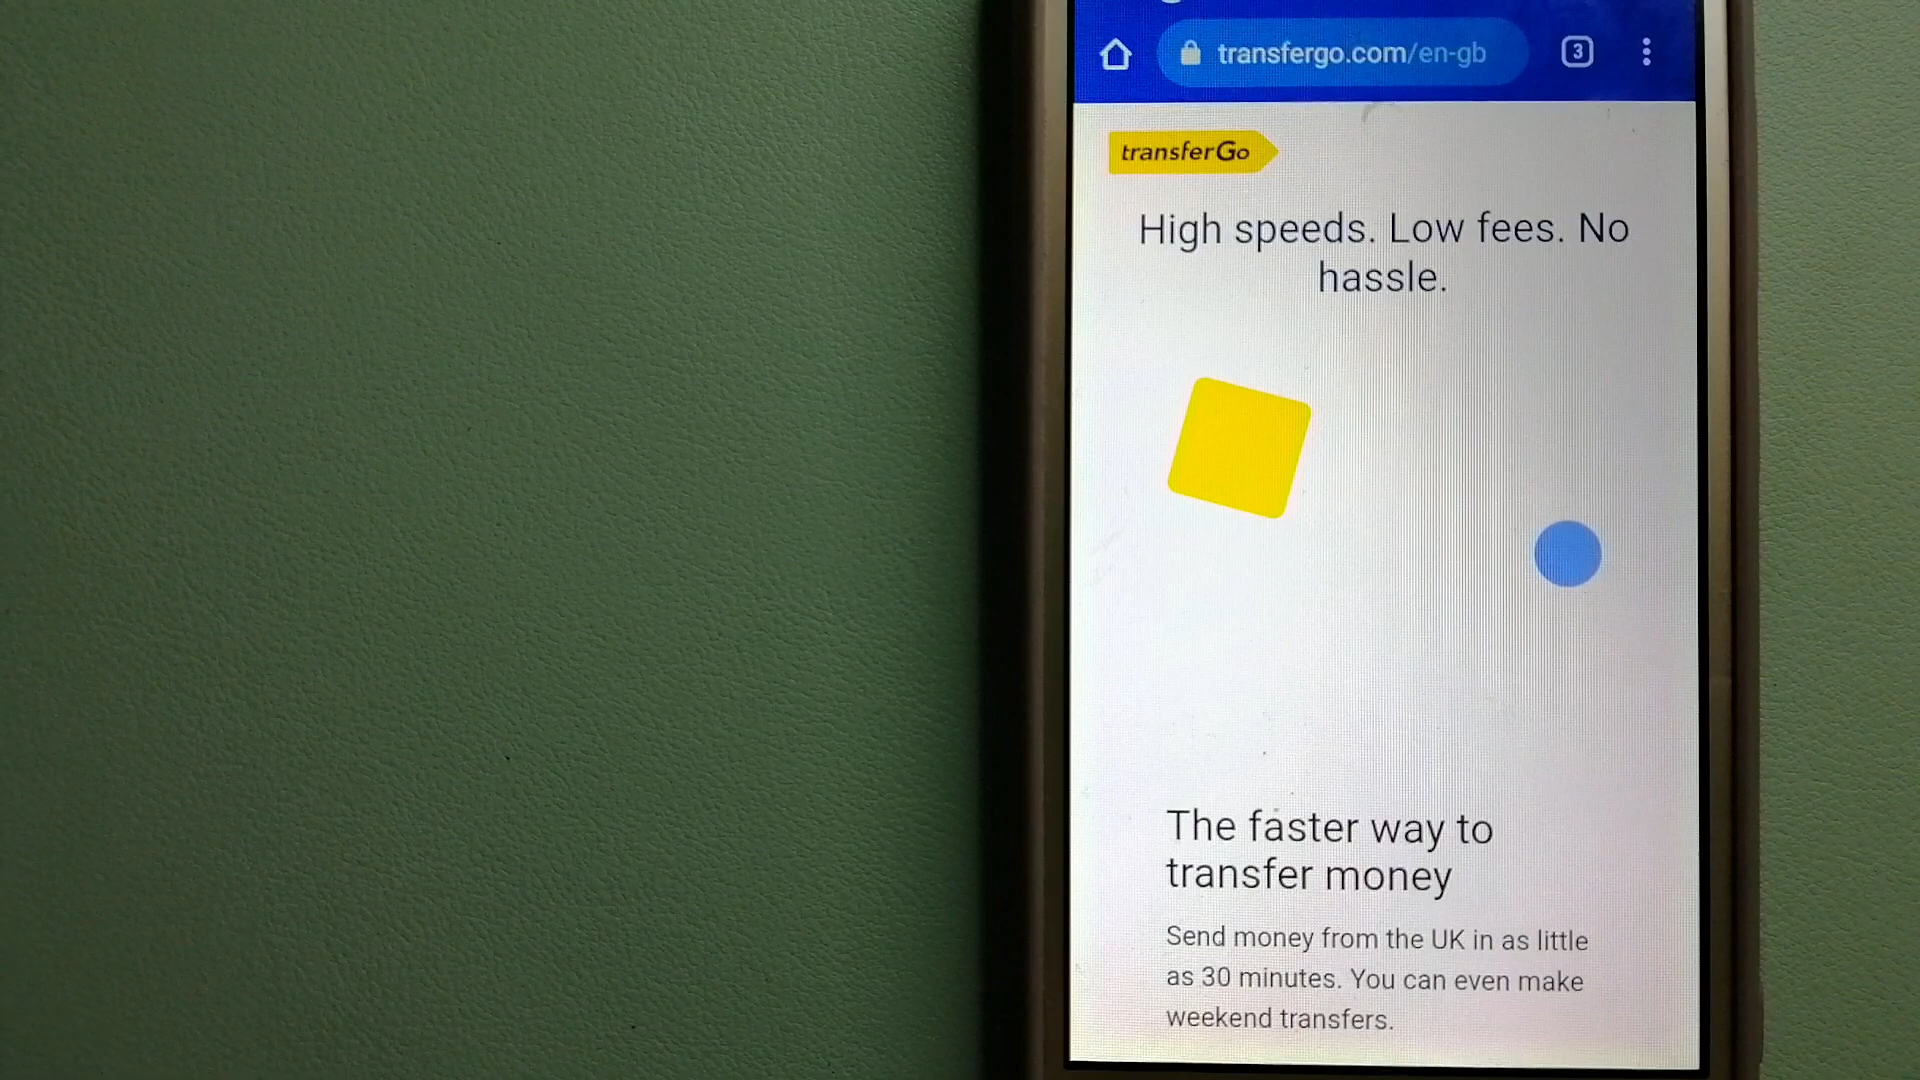 transfergo.com/en-gb
3
transferGo
High speeds. Low fees. No
hassle.
The faster way to
transfer money
Send money from the UK in as little
as 30 minutes. You can even make
weekend transfers.